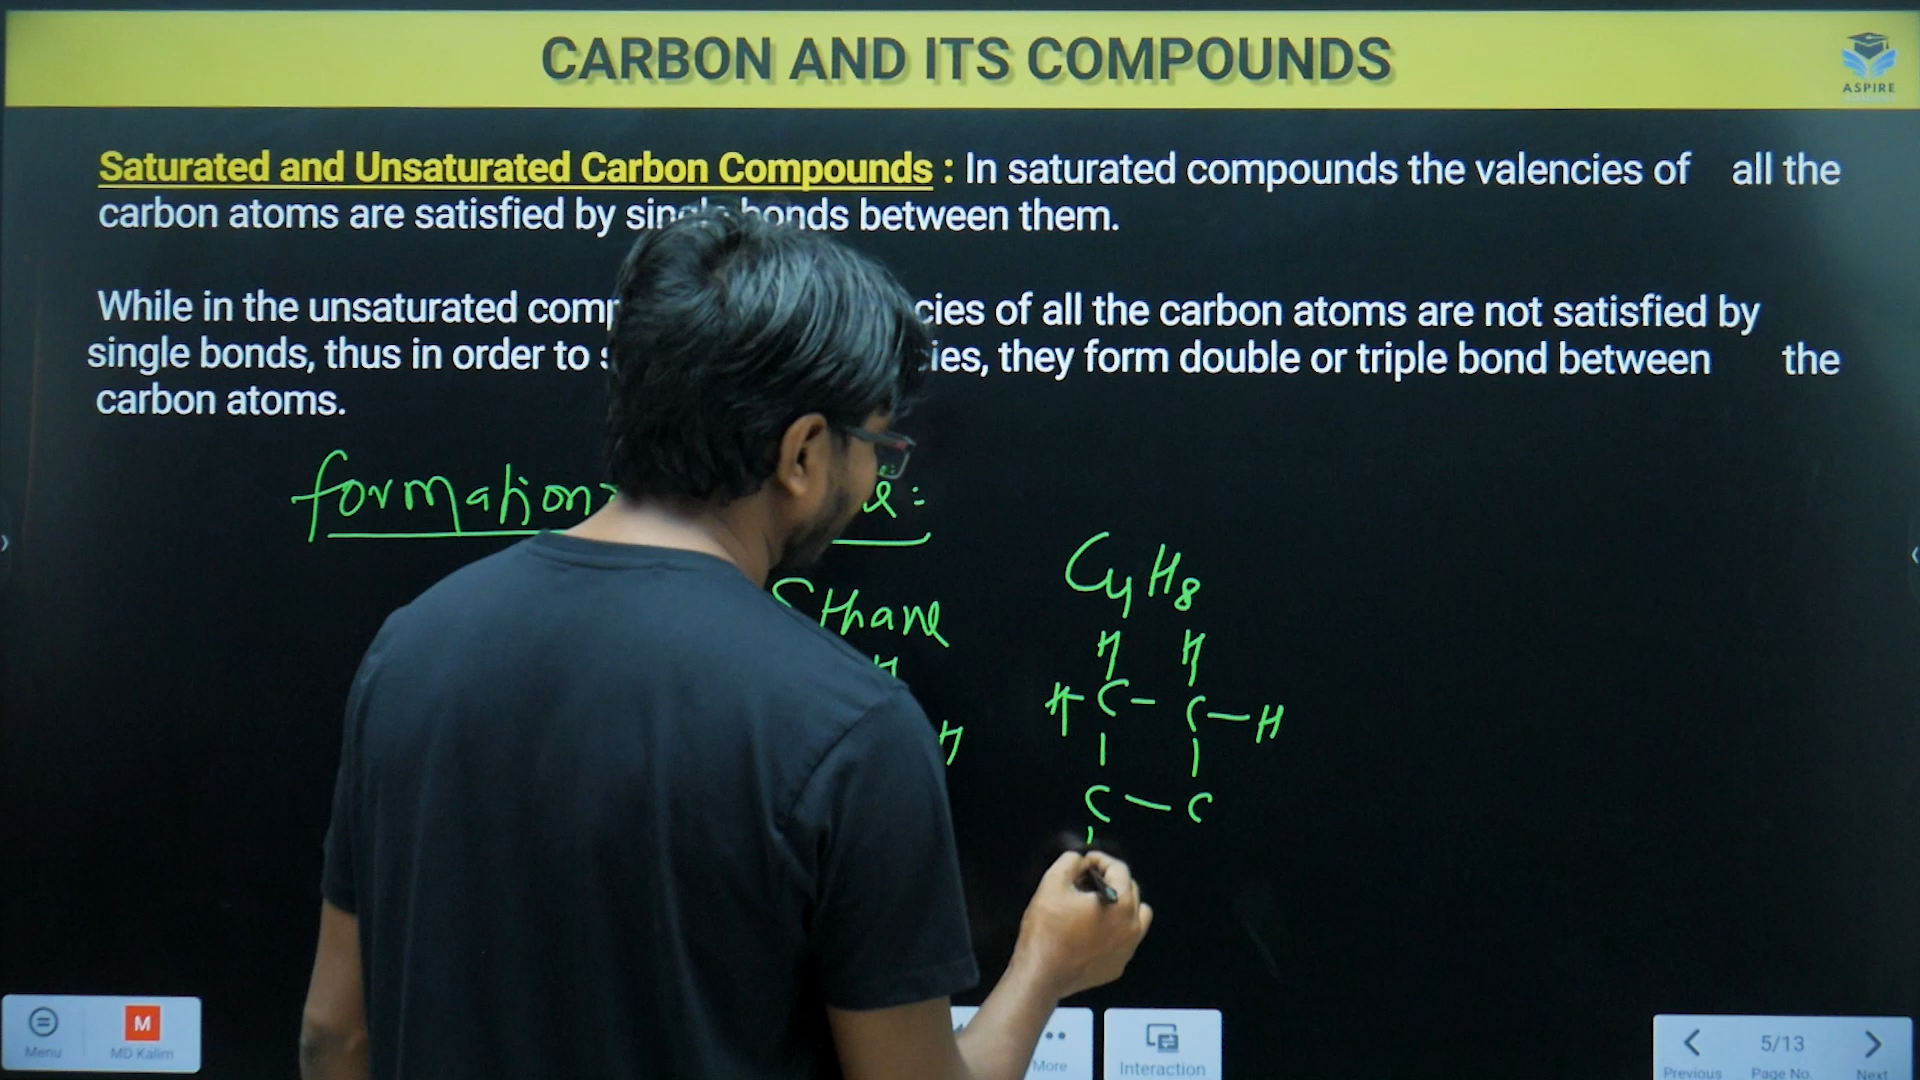 CARBON AND ITS COMPOUNDS
ASPIRE
Saturated and Unsaturated Carbon Compounds : In saturated compounds the valencies of all the
carbon atoms are satisfied by single bonds between them.
While in the unsaturated comp cies of all the carbon atoms are not satisfied by
single bonds, thus in order to s ies, they form double or triple bond between the
carbon atoms.
formation e:
Ethane
C4H8
H
H H
H-C-C-H
H
C-C
Menu
M
MD Kalim
More
Interaction
Previous
5/13
Page No.
Next